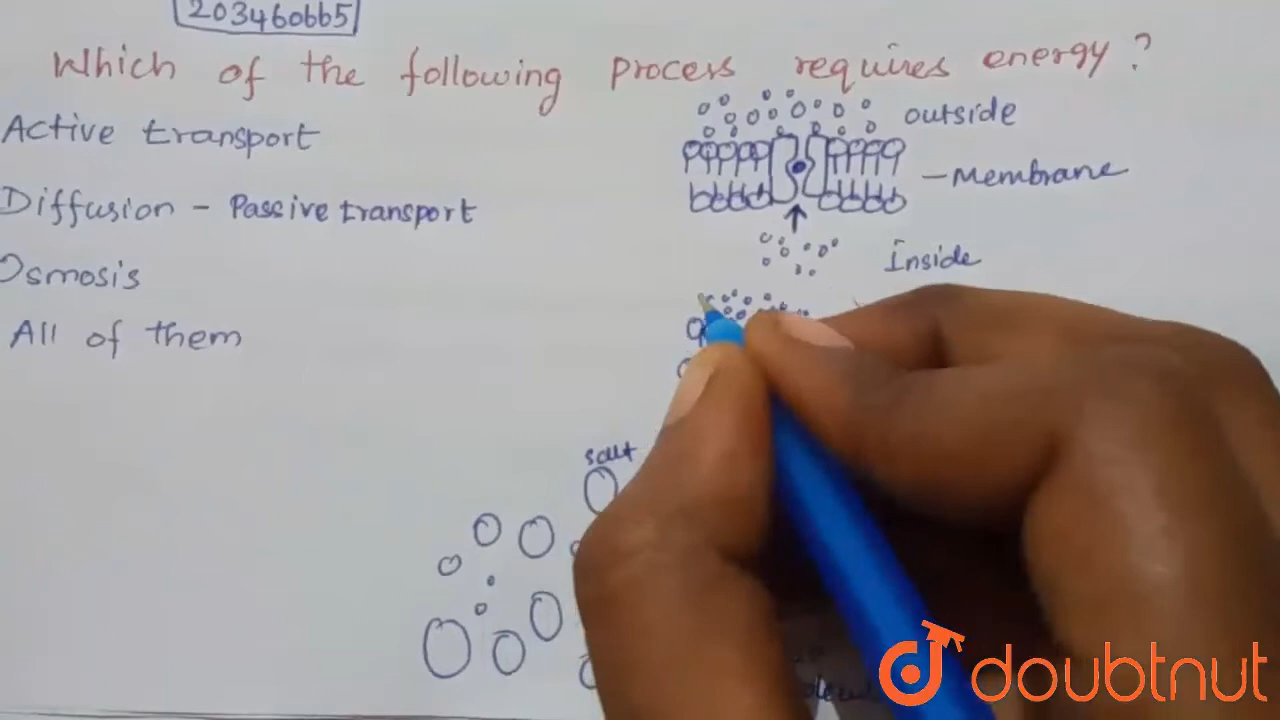 203460665
Which of the following process requires energy?
Active transport
Diffusion - Passive transport
Osmosis
All of them
outside
- Membrane
Inside
salt
doubtnut